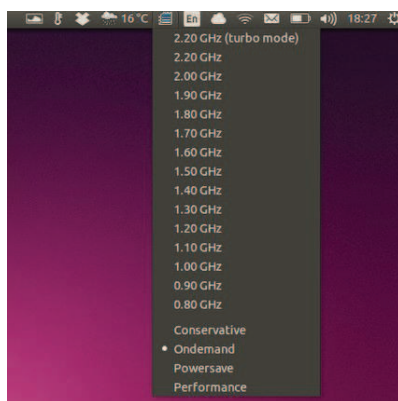 16 °C En 18:27
2.20 GHz (turbo mode)
2.20 GHz
2.00 GHz
1.90 GHz
1.80 GHz
1.70 GHz
1.60 GHz
1.50 GHz
1.40 GHz
1.30 GHz
1.20 GHz
1.10 GHz
1.00 GHz
0.90 GHz
0.80 GHz
Conservative
Ondemand
Powersave
Performance